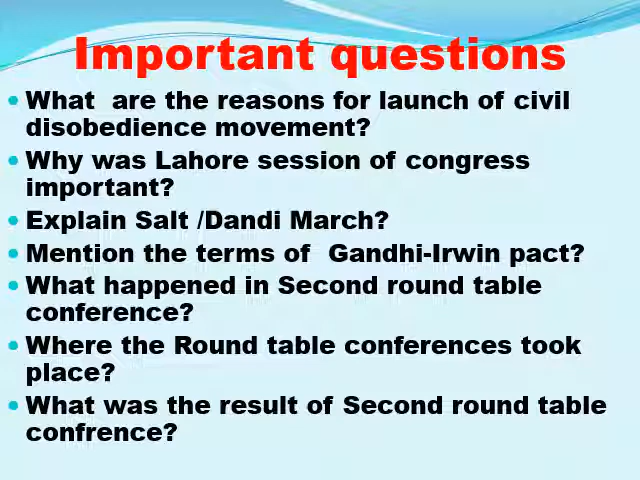 Important questions
• What  are the reasons for launch of civil
disobedience movement?
• Why was Lahore session of congress
important?
• Explain Salt /Dandi March?
• Mention the terms of  Gandhi-Irwin pact?
• What happened in Second round table
conference?
• Where the Round table conferences took
place?
• What was the result of Second round table
confrence?